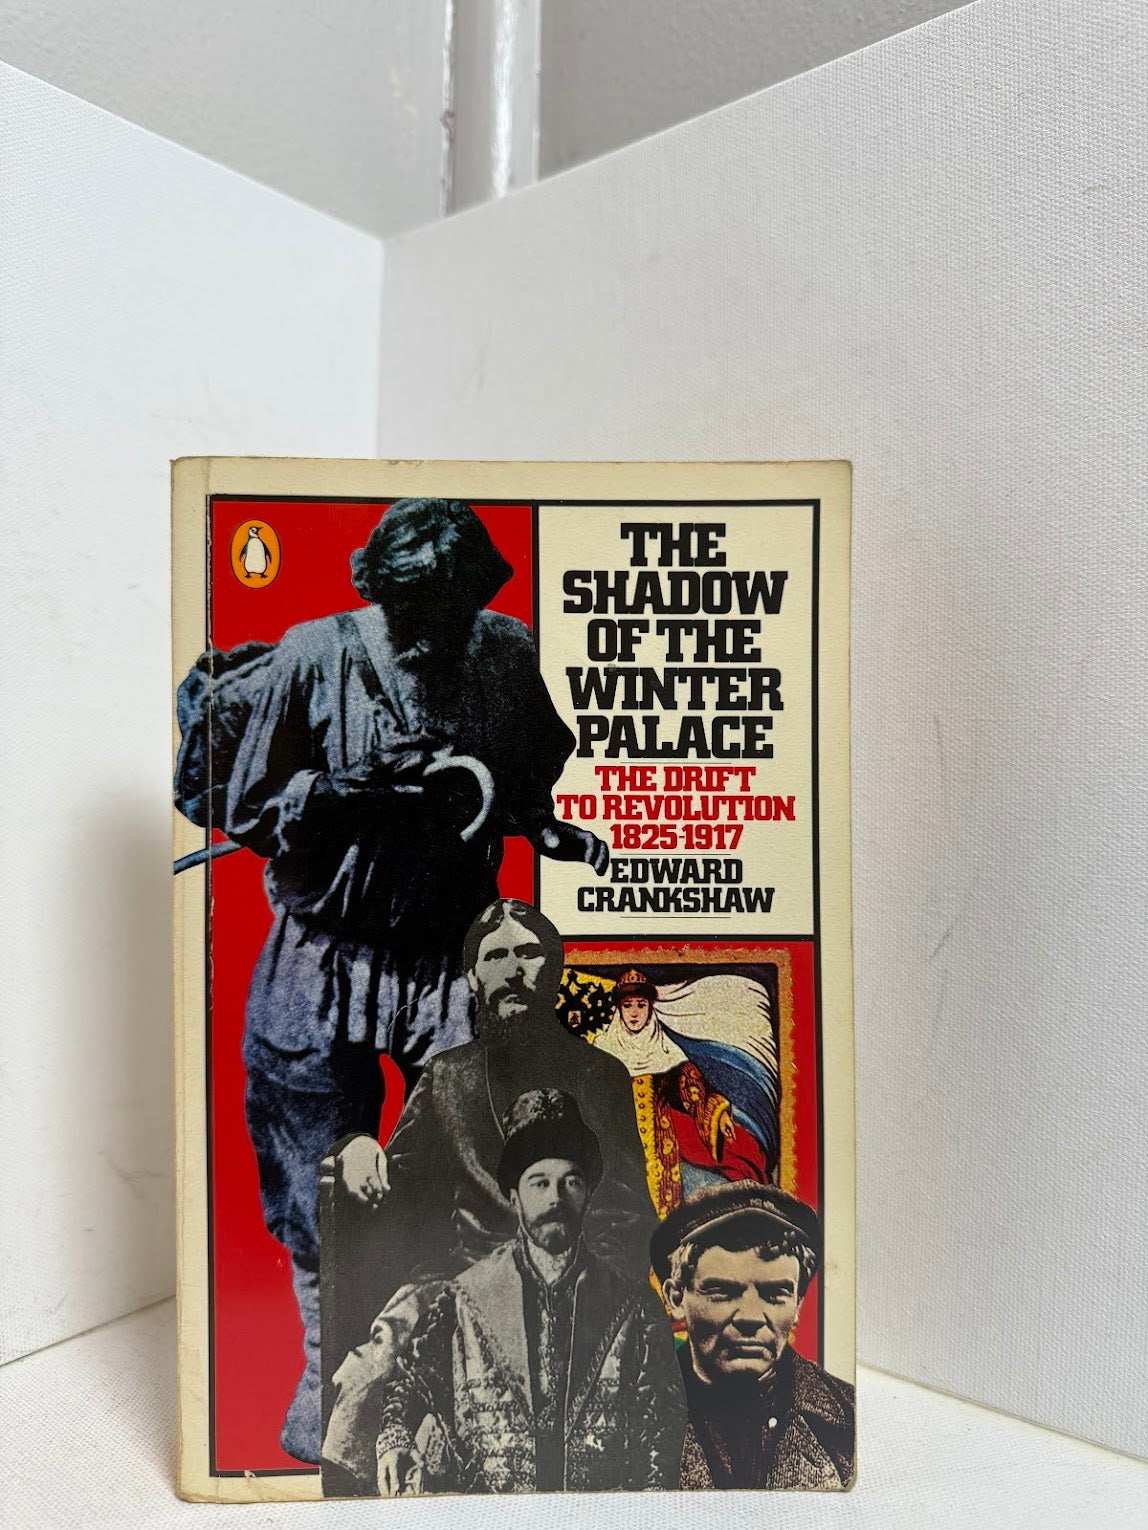 THE
SHADOW
OF THE
WINTER
PALACE
THE DRIFT
TO REVOLUTION
1825-1917
EDWARD
CRANKSHAW